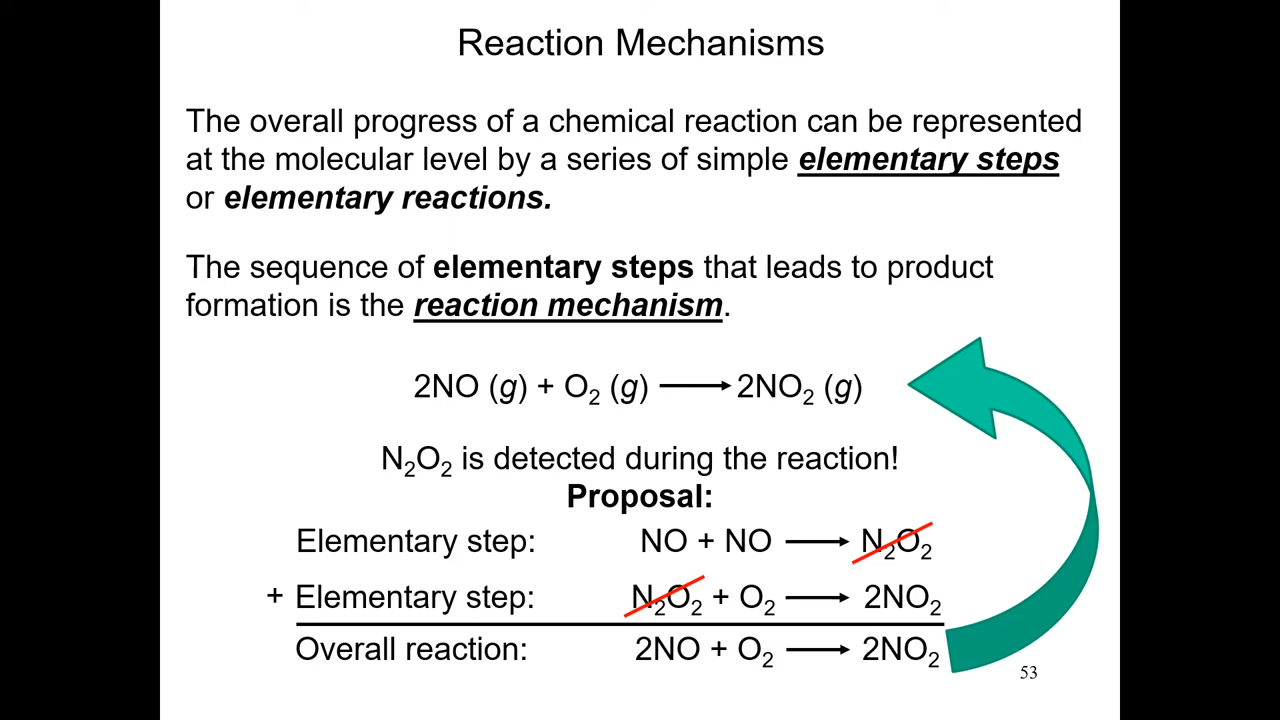 Reaction Mechanisms
The overall progress of a chemical reaction can be represented
at the molecular level by a series of simple elementary steps
or elementary reactions.
The sequence of elementary steps that leads to product
formation is the reaction mechanism.
2NO (g) + O₂ (g) ⟶ 2NO₂ (g)
N₂O₂ is detected during the reaction!
Proposal:
Elementary step: NO + NO ⟶ N₂O₂
+ Elementary step: N₂O₂ + O₂ ⟶ 2NO₂
Overall reaction: 2NO + O₂ ⟶ 2NO₂
53